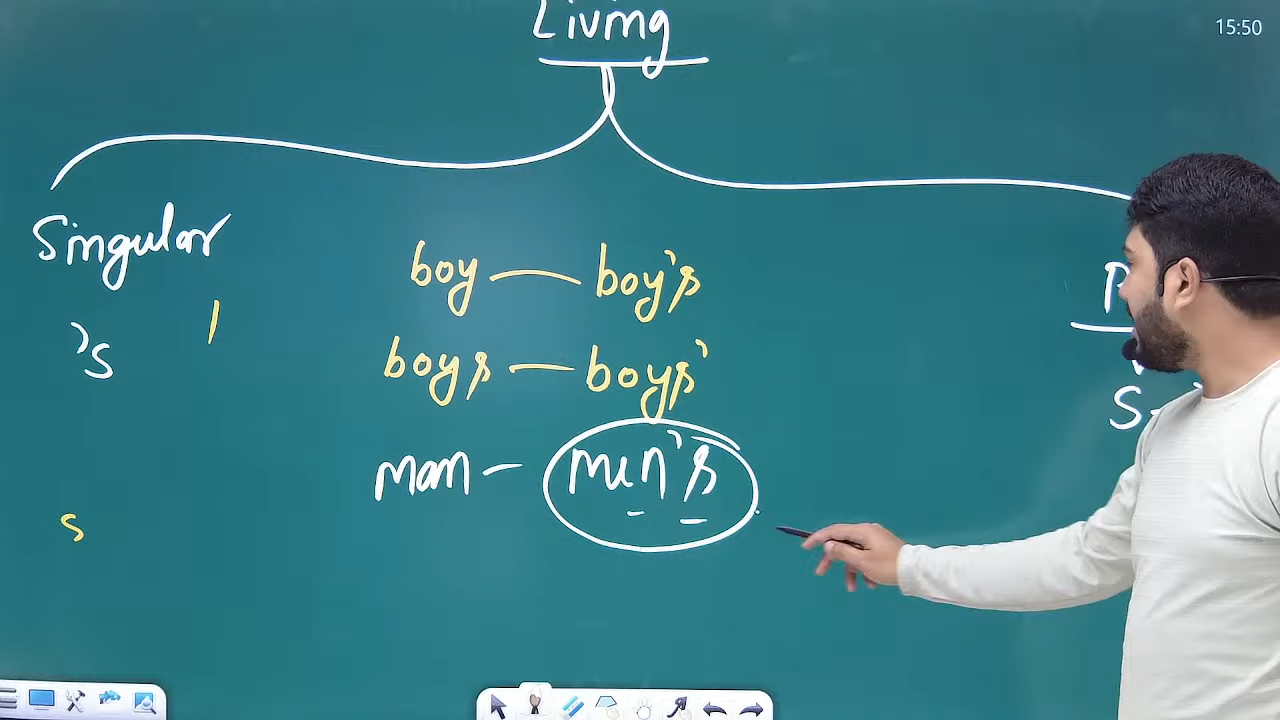 Living
15:50
Singular
boy — boy's
's
boys — boys'
S-
man – men's
s